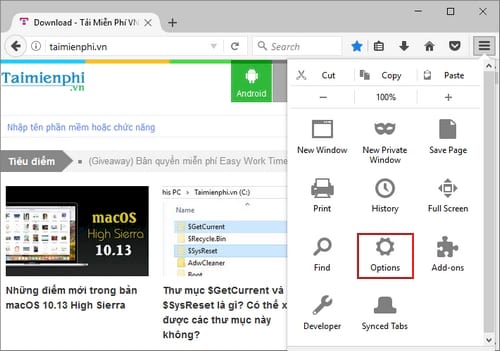 Download - Tải Miễn Phí VN
taimienphi.vn
Search
Cut
Copy
Paste
100%
New Window
New Private
Window
Save Page
Print
History
Full Screen
Find
Options
Add-ons
Developer
Synced Tabs
Taimienphi
.vn
Android
Nhập tên phần mềm hoặc chức năng
Tiêu điểm
(Giveaway) Bản quyền miễn phí Easy Work Time
macOS
High Sierra
10.13
his PC > Taimienphi.vn (C:)
Folders
$GetCurrent
$Recycle.Bin
$SysReset
AdwCleaner
Boot
Những điểm mới trong bản
macOS 10.13 High Sierra
Thư mục $GetCurrent và
$SysReset là gì? Có thể x
được các thư mục này
không?